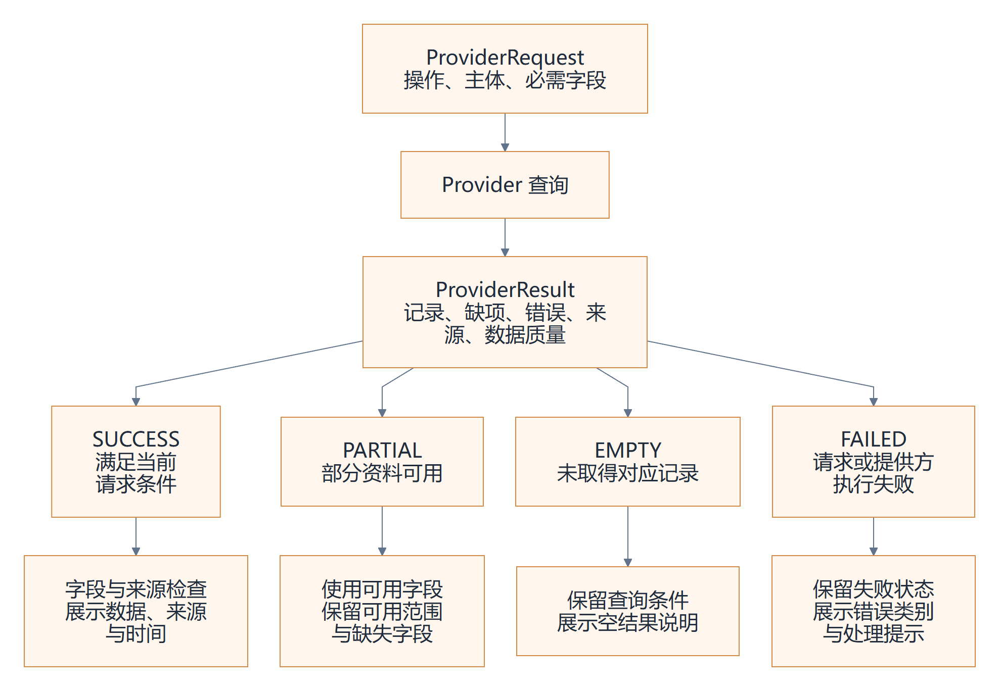 ProviderRequest
操作、主体、必需字段
Provider 查询
ProviderResult
记录、缺项、错误、来
源、数据质量
SUCCESS
满足当前
请求条件
PARTIAL
部分资料可用
EMPTY
未取得对应记录
FAILED
请求或提供方
执行失败
字段与来源检查
展示数据、来源
与时间
使用可用字段
保留可用范围
与缺失字段
保留查询条件
展示空结果说明
保留失败状态
展示错误类别
与处理提示